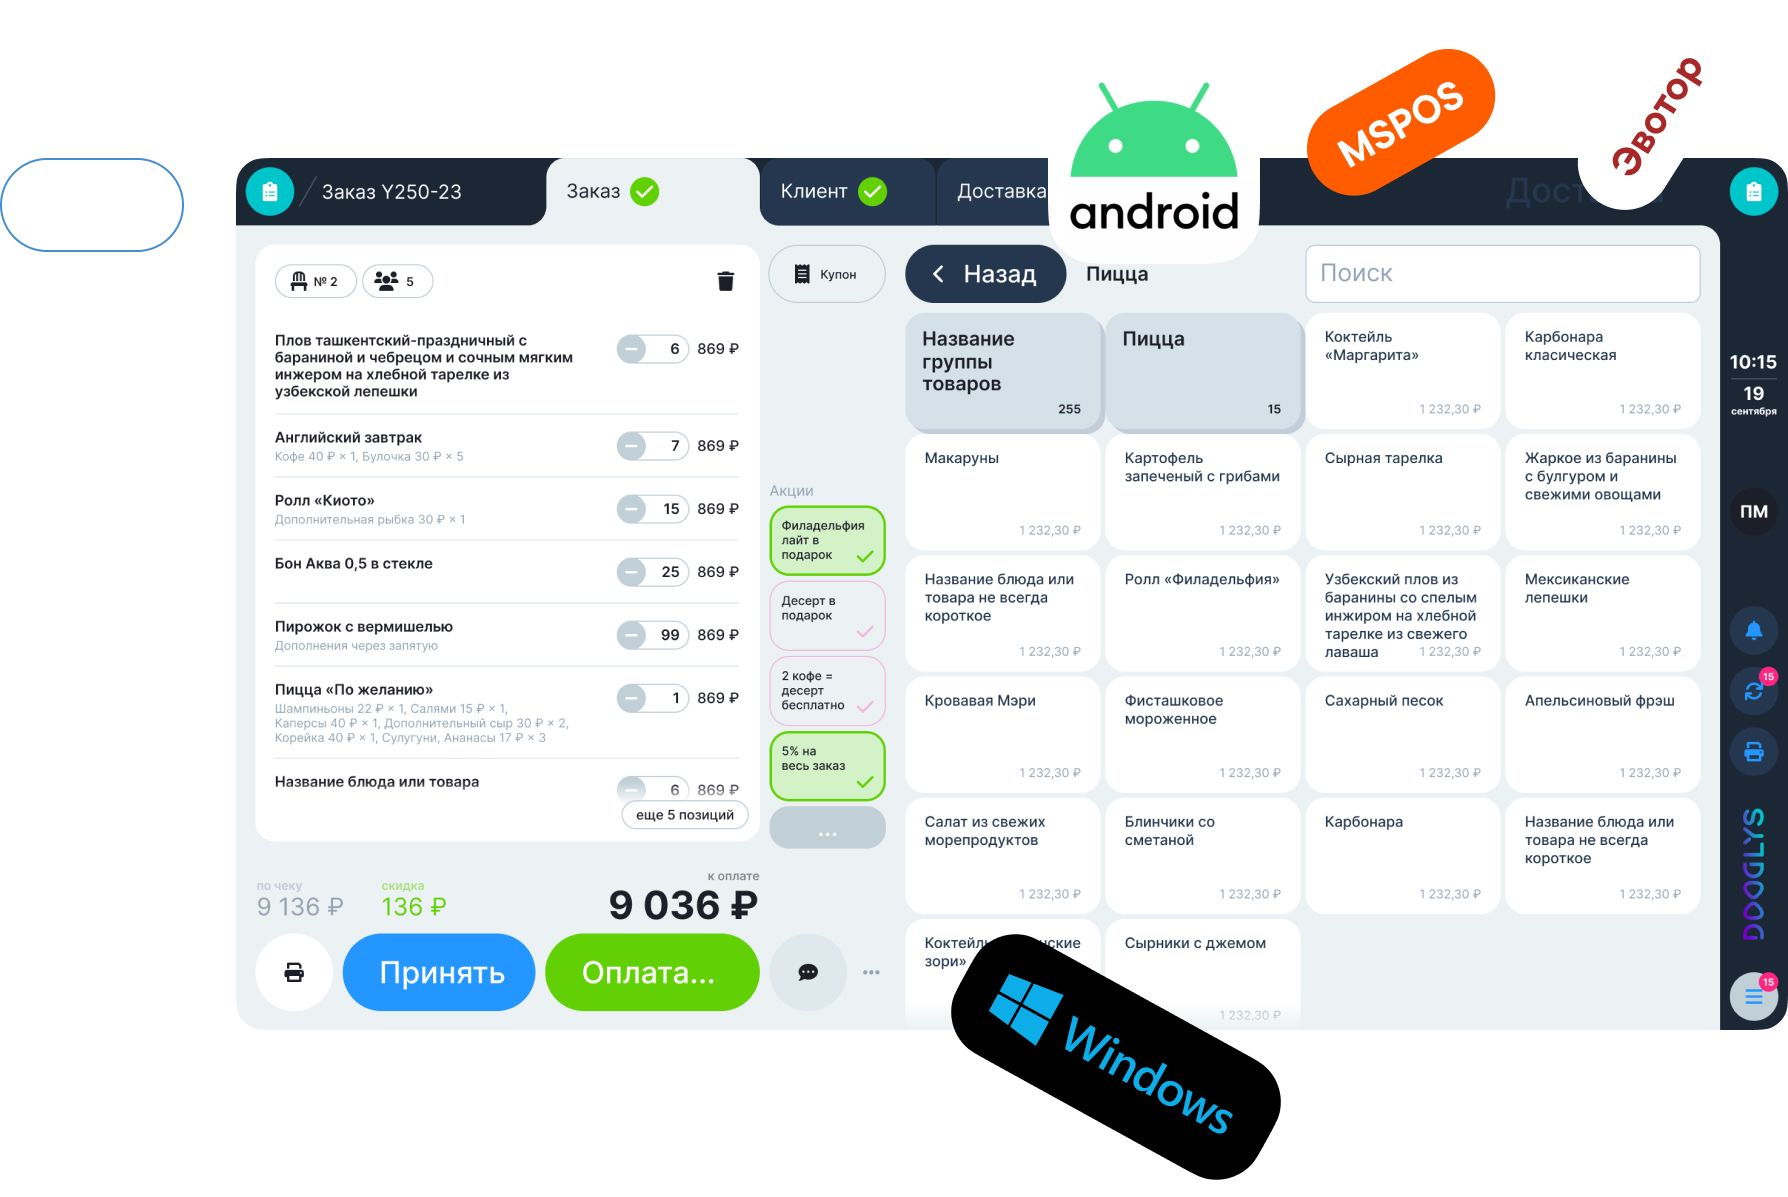 MSPOS
Эвотор
android
Заказ Y250-23
Заказ
Клиент
Доставка
№ 2
5
Плов ташкентский-праздничный с
бараниной и чебрецом и сочным мягким
инжером на хлебной тарелке из
узбекской лепешки
6
869 ₽
Английский завтрак
Кофе 40 ₽ × 1, Булочка 30 ₽ × 5
7
869 ₽
Ролл «Киото»
Дополнительная рыбка 30 ₽ × 1
15
869 ₽
Бон Аква 0,5 в стекле
25
869 ₽
Пирожок с вермишелью
Дополнения через запятую
99
869 ₽
Пицца «По желанию»
Шампиньоны 22 ₽ × 1, Салями 15 ₽ × 1,
Каперсы 40 ₽ × 1, Дополнительный сыр 30 ₽ × 2,
Корейка 40 ₽ × 1, Сулугуни, Ананасы 17 ₽ × 3
1
869 ₽
Название блюда или товара
6
869 ₽
еще 5 позиций
по чеку
9 136 ₽
скидка
136 ₽
к оплате
9 036 ₽
Принять
Оплата...
Купон
Акции
Филадельфия
лайт в
подарок
Десерт в
подарок
2 кофе =
десерт
бесплатно
5% на
весь заказ
...
Назад
Пицца
Поиск
Название
группы
товаров
255
Пицца
15
Коктейль
«Маргарита»
1 232,30 ₽
Карбонара
класическая
1 232,30 ₽
Макаруны
1 232,30 ₽
Картофель
запеченый с грибами
1 232,30 ₽
Сырная тарелка
1 232,30 ₽
Жаркое из баранины
с булгуром и
свежими овощами
1 232,30 ₽
Название блюда или
товара не всегда
короткое
1 232,30 ₽
Ролл «Филадельфия»
1 232,30 ₽
Узбекский плов из
баранины со спелым
инжиром на хлебной
тарелке из свежего
лаваша
1 232,30 ₽
Мексиканские
лепешки
1 232,30 ₽
Кровавая Мэри
1 232,30 ₽
Фисташковое
мороженное
1 232,30 ₽
Сахарный песок
1 232,30 ₽
Апельсиновый фрэш
1 232,30 ₽
Салат из свежих
морепродуктов
1 232,30 ₽
Блинчики со
сметаной
1 232,30 ₽
Карбонара
1 232,30 ₽
Название блюда или
товара не всегда
короткое
1 232,30 ₽
Коктейль
зори»
Сырники с джемом
1 232,30 ₽
Windows
10:15
19
сентября
ПМ
15
DOOGLYS
15